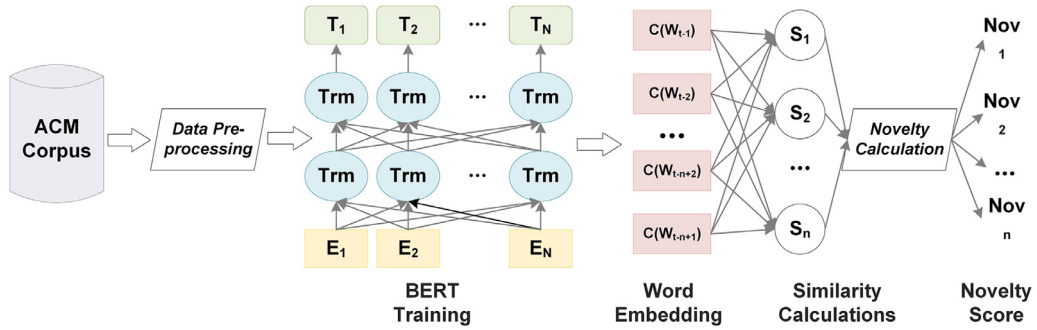 ACM
Corpus
Data Pre-
processing
T1 T2 ... TN
Trm Trm ... Trm
Trm Trm ... Trm
E1 E2 ... EN
BERT
Training
C(Wt-1)
C(Wt-2)
...
C(Wt-n+2)
C(Wt-n+1)
Word
Embedding
S1
S2
...
Sn
Similarity
Calculations
Novelty
Calculation
Nov
1
Nov
2
...
Nov
n
Novelty
Score